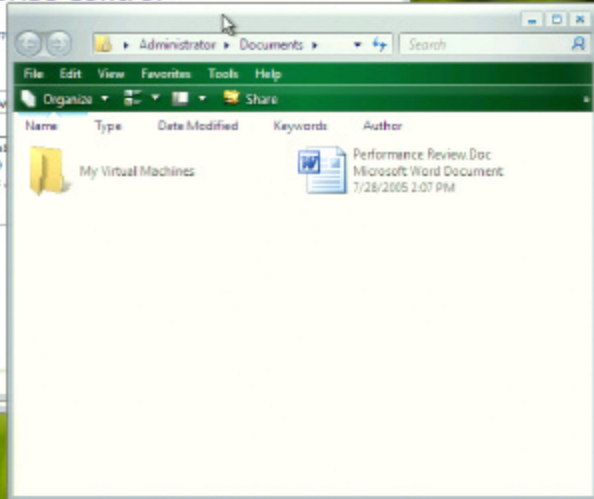 Administrator Documents Search
File Edit View Favorites Tools Help
Organize Share
Name Type Date Modified Keywords Author
My Virtual Machines
Performance Review.Doc
Microsoft Word Document
7/28/2005 2:07 PM